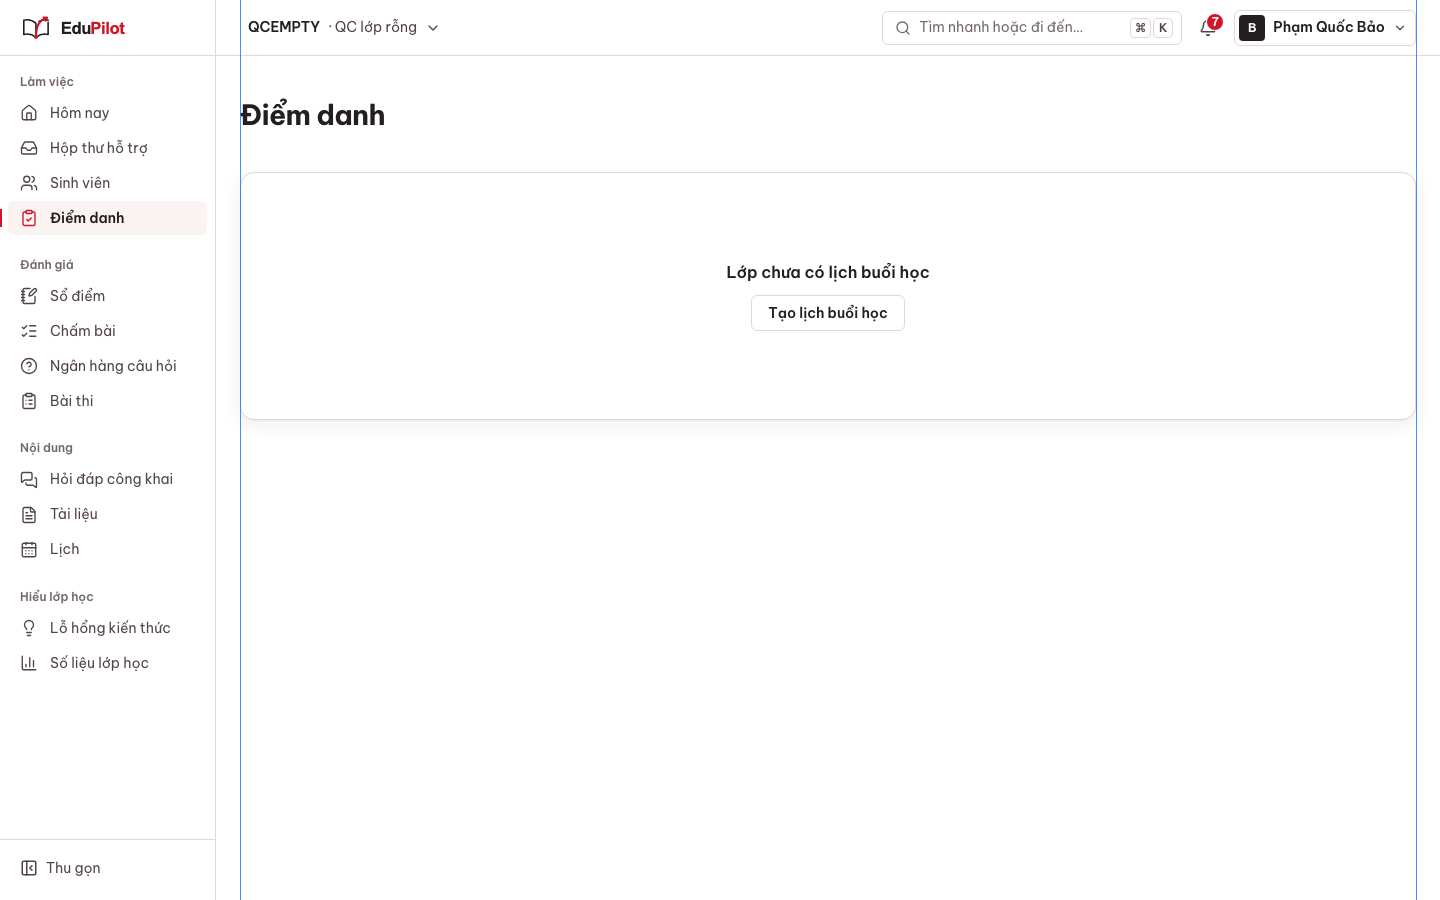 EduPilot
QCEMPTY · QC lớp rỗng
Tìm nhanh hoặc đi đến...
⌘ K
7
B
Phạm Quốc Bảo
Làm việc
Hôm nay
Hộp thư hỗ trợ
Sinh viên
Điểm danh
Đánh giá
Sổ điểm
Chấm bài
Ngân hàng câu hỏi
Bài thi
Nội dung
Hỏi đáp công khai
Tài liệu
Lịch
Hiểu lớp học
Lỗ hổng kiến thức
Số liệu lớp học
Thu gọn
Điểm danh
Lớp chưa có lịch buổi học
Tạo lịch buổi học